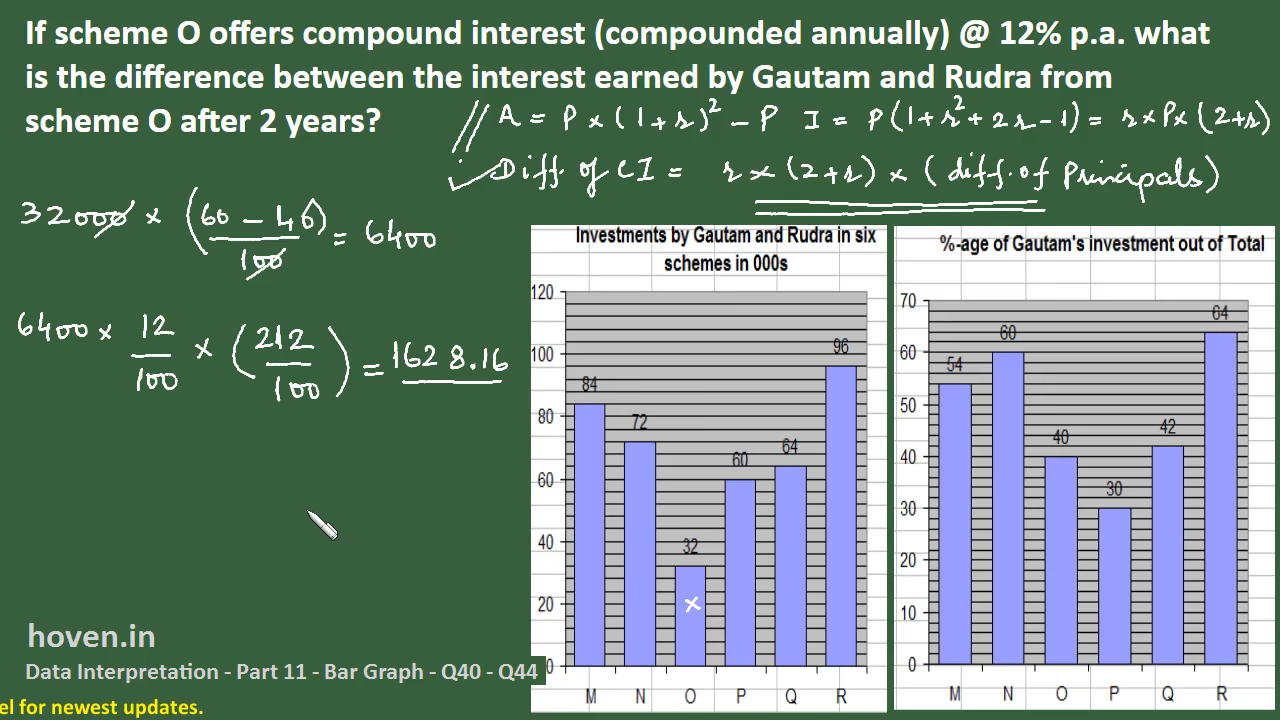 If scheme O offers compound interest (compounded annually) @ 12% p.a. what
is the difference between the interest earned by Gautam and Rudra from
scheme O after 2 years?
// A = P × (1+r)² - P   I = P(1+r²+2r-1) = r×P×(2+r)
✓ Diff. of CI = r × (2+r) × (diff. of Principals)
32000 × (60 - 40)/100 = 6400
6400 × 12/100 × (212/100) = 1628.16
Investments by Gautam and Rudra in six
schemes in 000s
120
100
80
60
40
20
0
84
72
32
60
64
96
×
M N O P Q R
%-age of Gautam's investment out of Total
70
60
50
40
30
20
10
0
54
60
40
30
42
64
M N O P Q R
hoven.in
Data Interpretation - Part 11 - Bar Graph - Q40 - Q44
el for newest updates.